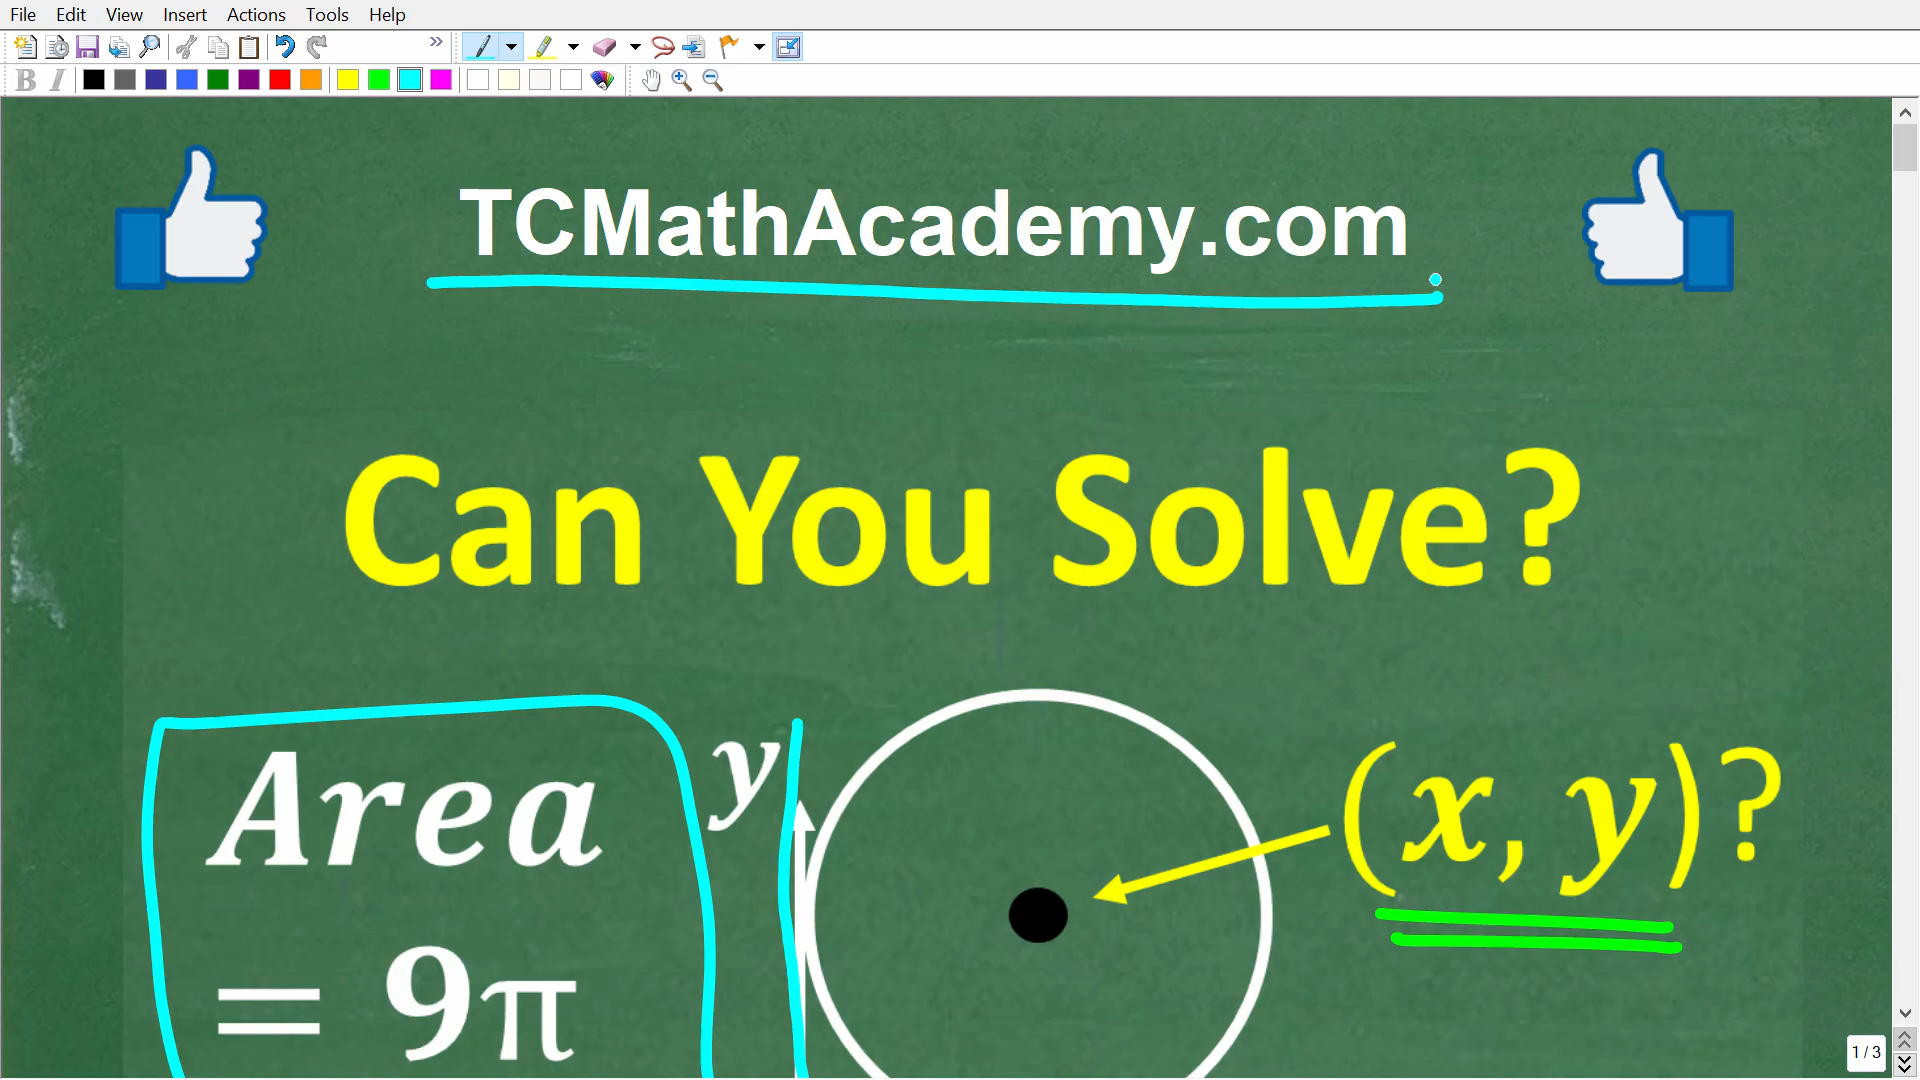 File Edit View Insert Actions Tools Help
B I
TCMathAcademy.com
Can You Solve?
Area
= 9π
y
(x, y)?
1 / 3